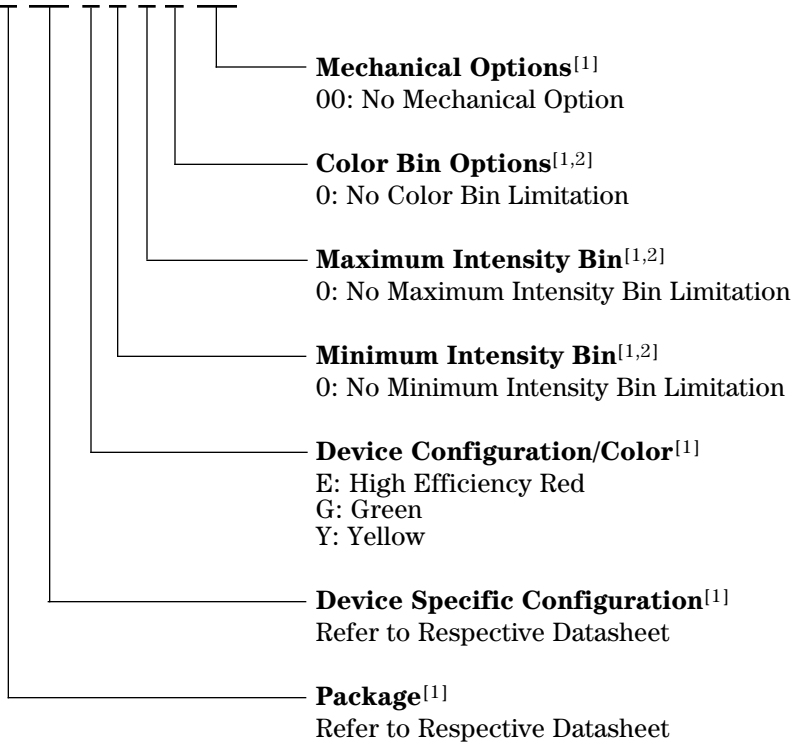 Mechanical Options[1]
00: No Mechanical Option
Color Bin Options[1,2]
0: No Color Bin Limitation
Maximum Intensity Bin[1,2]
0: No Maximum Intensity Bin Limitation
Minimum Intensity Bin[1,2]
0: No Minimum Intensity Bin Limitation
Device Configuration/Color[1]
E: High Efficiency Red
G: Green
Y: Yellow
Device Specific Configuration[1]
Refer to Respective Datasheet
Package[1]
Refer to Respective Datasheet